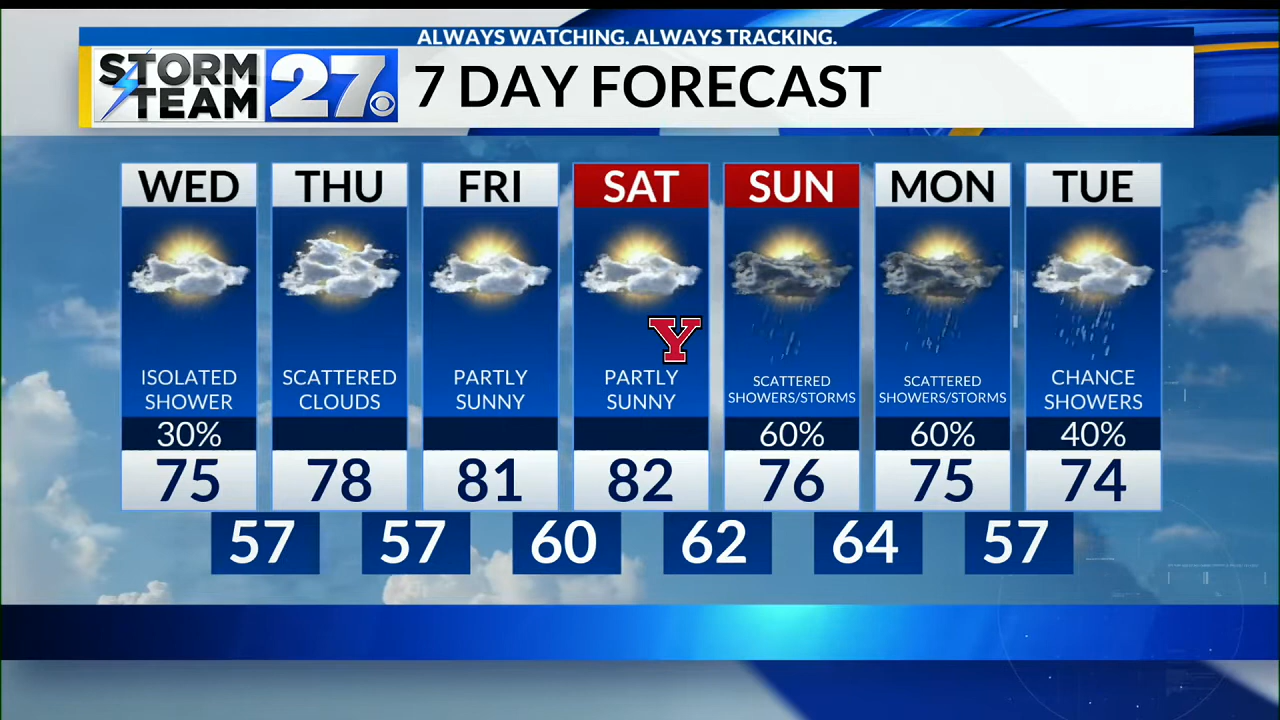 ALWAYS WATCHING. ALWAYS TRACKING.
STORM
TEAM
27
7 DAY FORECAST
WED
THU
FRI
SAT
SUN
MON
TUE
Y
ISOLATED
SHOWER
SCATTERED
CLOUDS
PARTLY
SUNNY
PARTLY
SUNNY
SCATTERED
SHOWERS/STORMS
SCATTERED
SHOWERS/STORMS
CHANCE
SHOWERS
30%
60%
60%
40%
75
78
81
82
76
75
74
57
57
60
62
64
57